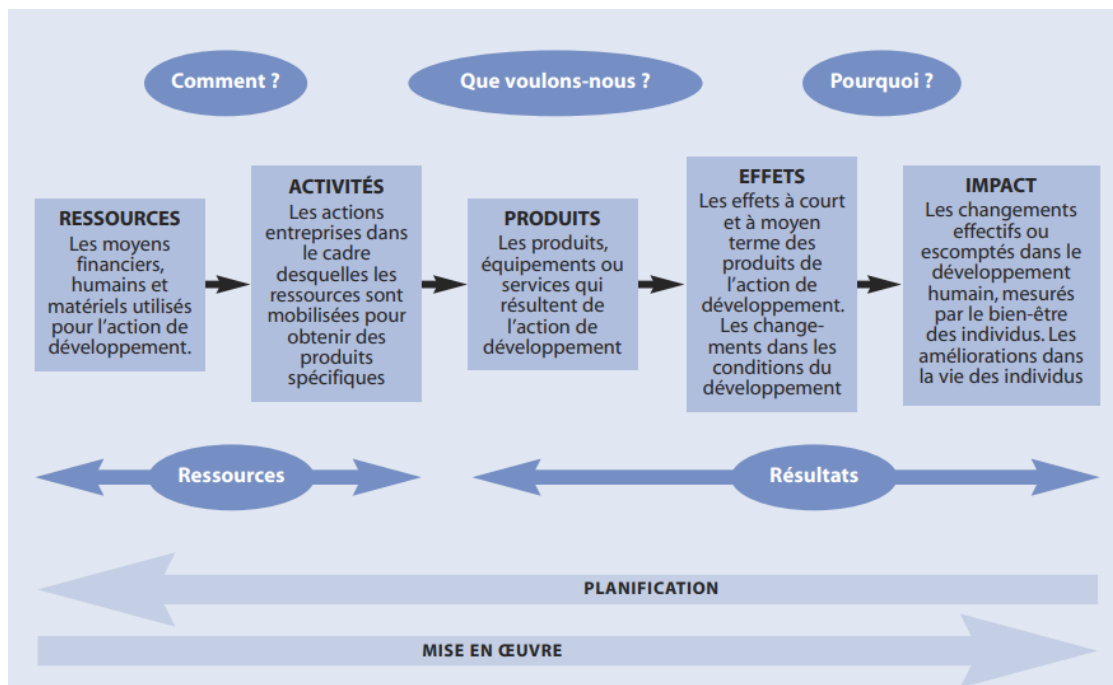 Comment ?
Que voulons-nous ?
Pourquoi ?
RESSOURCES
Les moyens
financiers,
humains et
matériels utilisés
pour l'action de
développement.
ACTIVITÉS
Les actions
entreprises dans
le cadre
desquelles les
ressources sont
mobilisées pour
obtenir des
produits
spécifiques
PRODUITS
Les produits,
équipements ou
services qui
résultent de
l'action de
développement
EFFETS
Les effets à court
et à moyen
terme des
produits de
l'action de
développement.
Les change-
ments dans les
conditions du
développement
IMPACT
Les changements
effectifs ou
escomptés dans le
développement
humain, mesurés
par le bien-être
des individus. Les
améliorations dans
la vie des individus
Ressources
Résultats
PLANIFICATION
MISE EN ŒUVRE